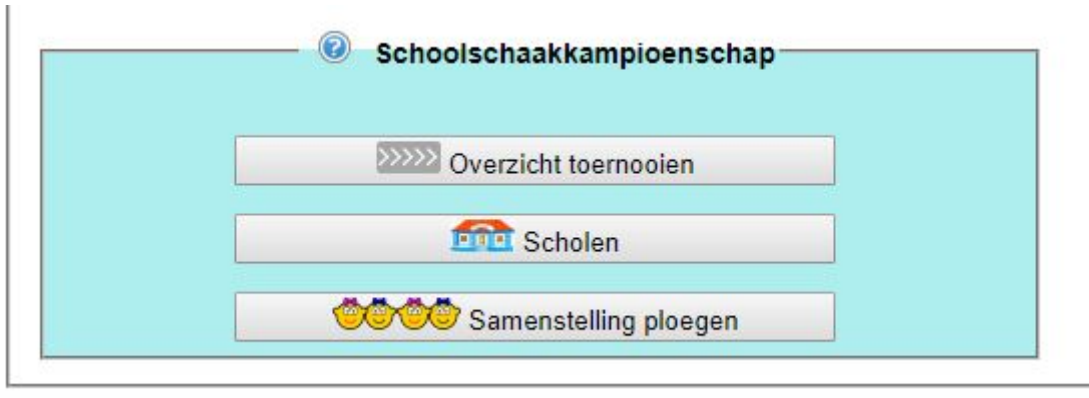 Schoolschaakkampioenschap
>>>>> Overzicht toernooien
Scholen
Samenstelling ploegen